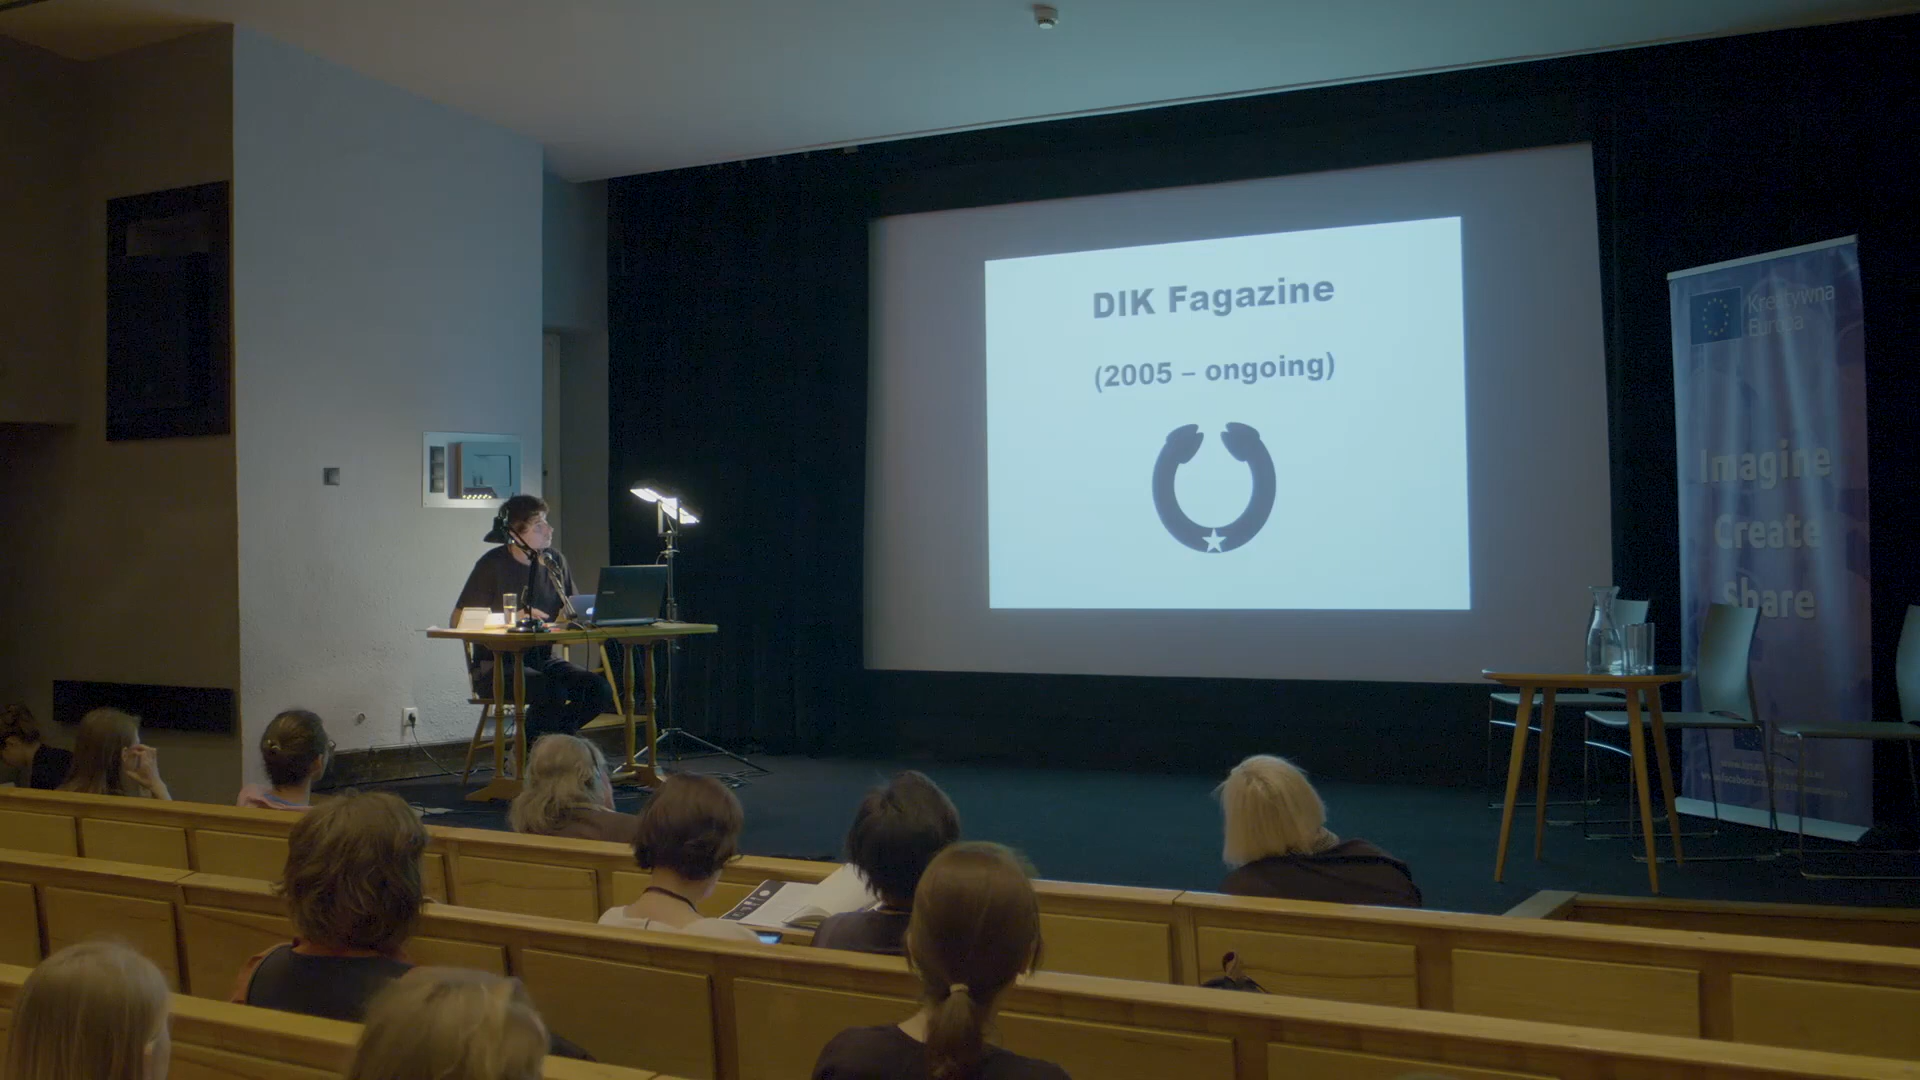 DIK Fagazine
(2005 – ongoing)
Kreatywna
Europa
Imagine
Create
Share